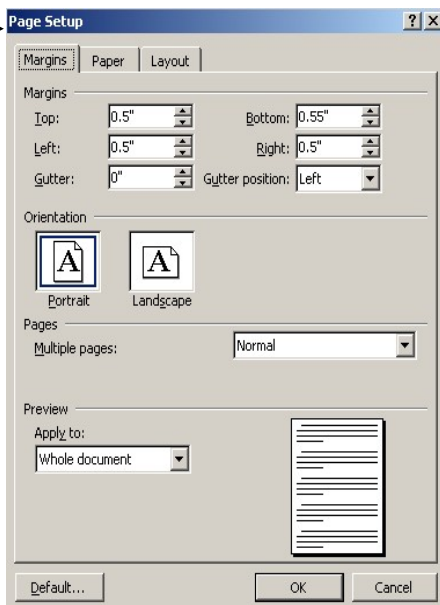 Page Setup
Margins Paper Layout
Margins
Top: 0.5" Bottom: 0.55"
Left: 0.5" Right: 0.5"
Gutter: 0" Gutter position: Left
Orientation
A A
Portrait Landscape
Pages
Multiple pages: Normal
Preview
Apply to:
Whole document
Default... OK Cancel